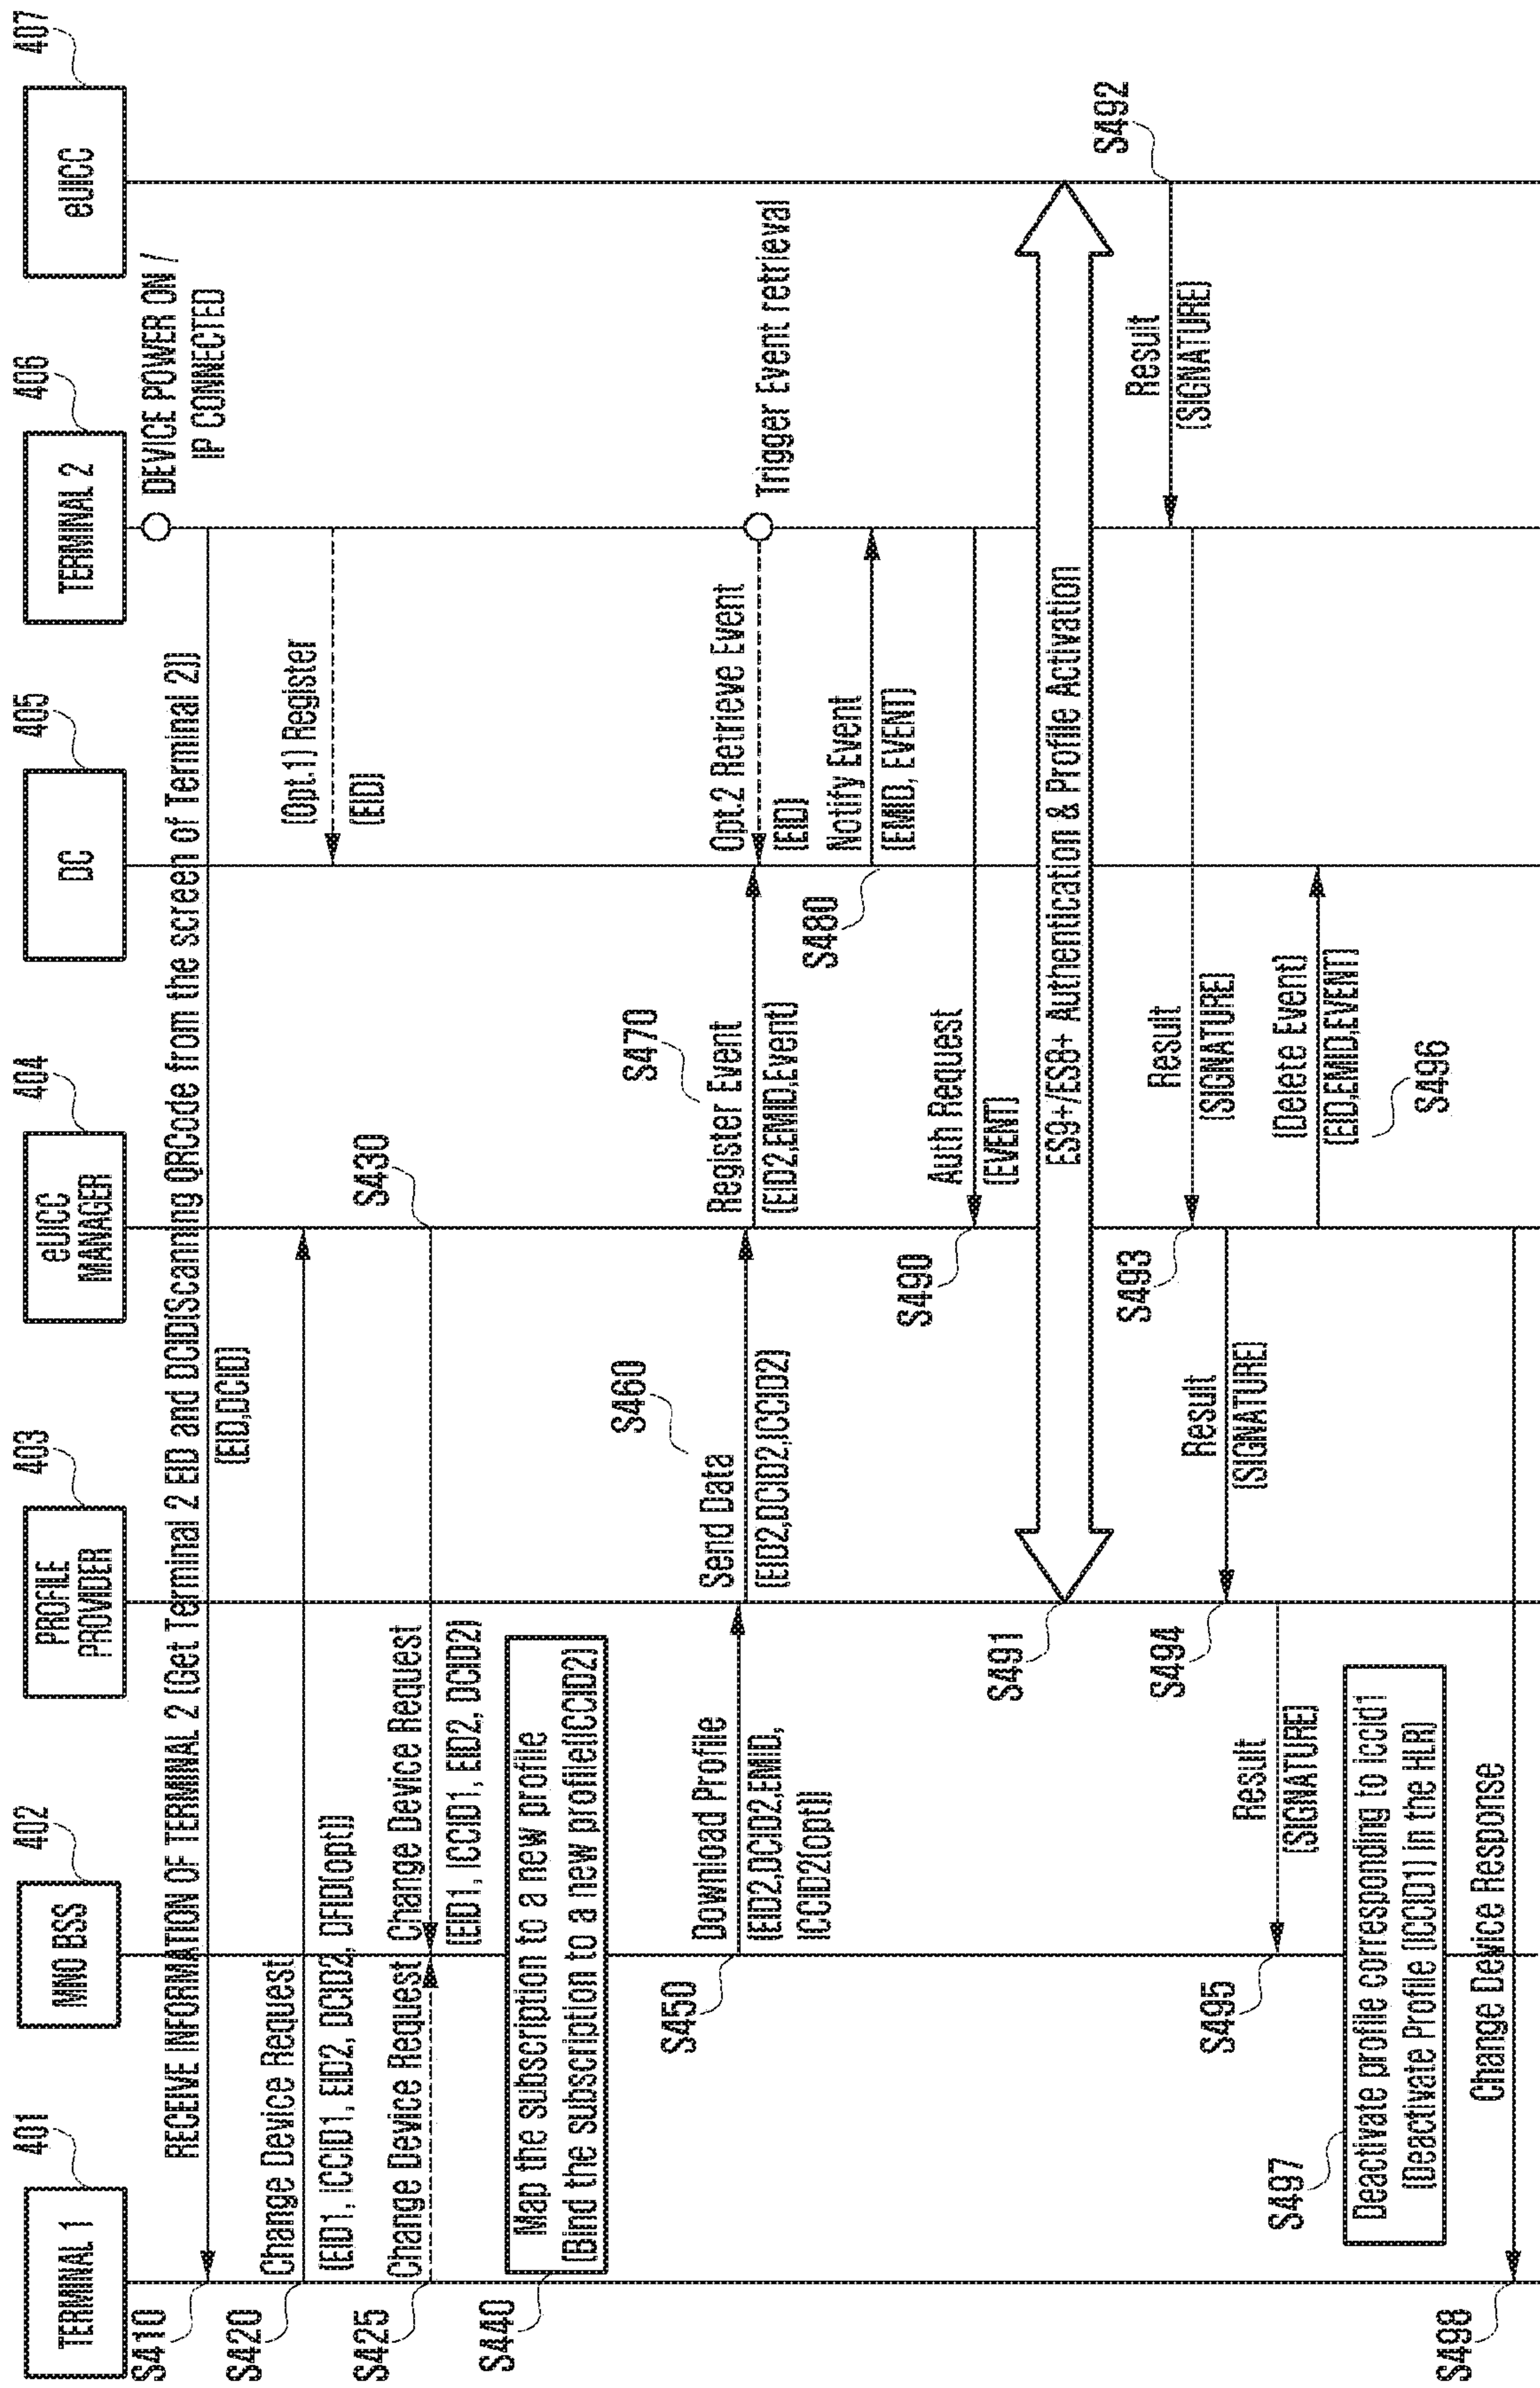 TERMINAL 1
401
MNO BSS
402
PROFILE
PROVIDER
403
eUICC
MANAGER
404
DC
405
TERMINAL 2
406
eUICC
407
DEVICE POWER ON /
IP CONNECTED
S410
RECEIVE INFORMATION OF TERMINAL 2 (Get Terminal 2 EID and DCID(Scanning QRCode from the screen of Terminal 2))
(EID,DCID)
S420
Change Device Request
(EID1, ICCID1, EID2, DCID2, DFID(opt))
(Opt.1) Register
(EID)
S425
Change Device Request
S430
Change Device Request
(EID1, ICCID1, EID2, DCID2)
S440
Map the subscription to a new profile
(Bind the subscription to a new profile(ICCID2)
S450
Download Profile
(EID2,DCID2,EMID,
ICCID2(opt))
S460
Send Data
(EID2,DCID2,ICCID2)
S470
Register Event
(EID2,EMID,Event)
Opt.2 Retrieve Event
(EID)
Trigger Event retrieval
S480
Notify Event
(EMID, EVENT)
S490
Auth Request
(EVENT)
S491
ES9+/ES8+ Authentication & Profile Activation
S492
Result
(SIGNATURE)
S493
Result
(SIGNATURE)
S494
Result
(SIGNATURE)
S495
Result
(SIGNATURE)
(Delete Event)
(EID,EMID,EVENT)
S496
S497
Deactivate profile corresponding to iccid1
(Deactivate Profile (ICCID1) in the HLR)
S498
Change Device Response